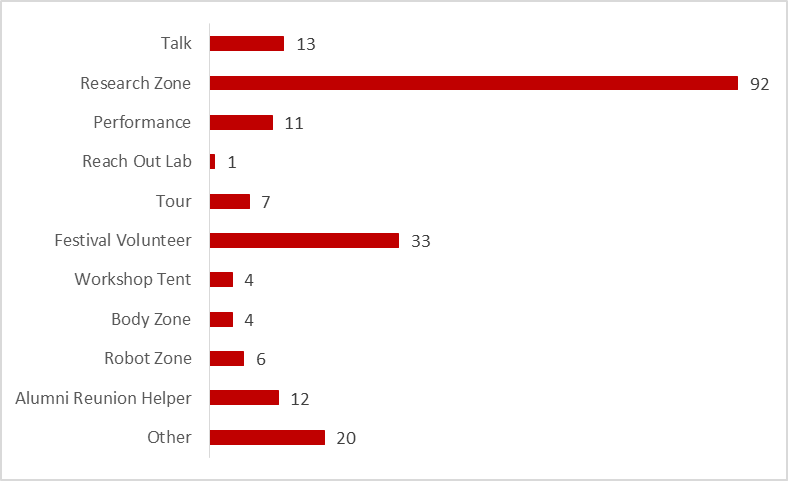 Talk 13
Research Zone 92
Performance 11
Reach Out Lab 1
Tour 7
Festival Volunteer 33
Workshop Tent 4
Body Zone 4
Robot Zone 6
Alumni Reunion Helper 12
Other 20